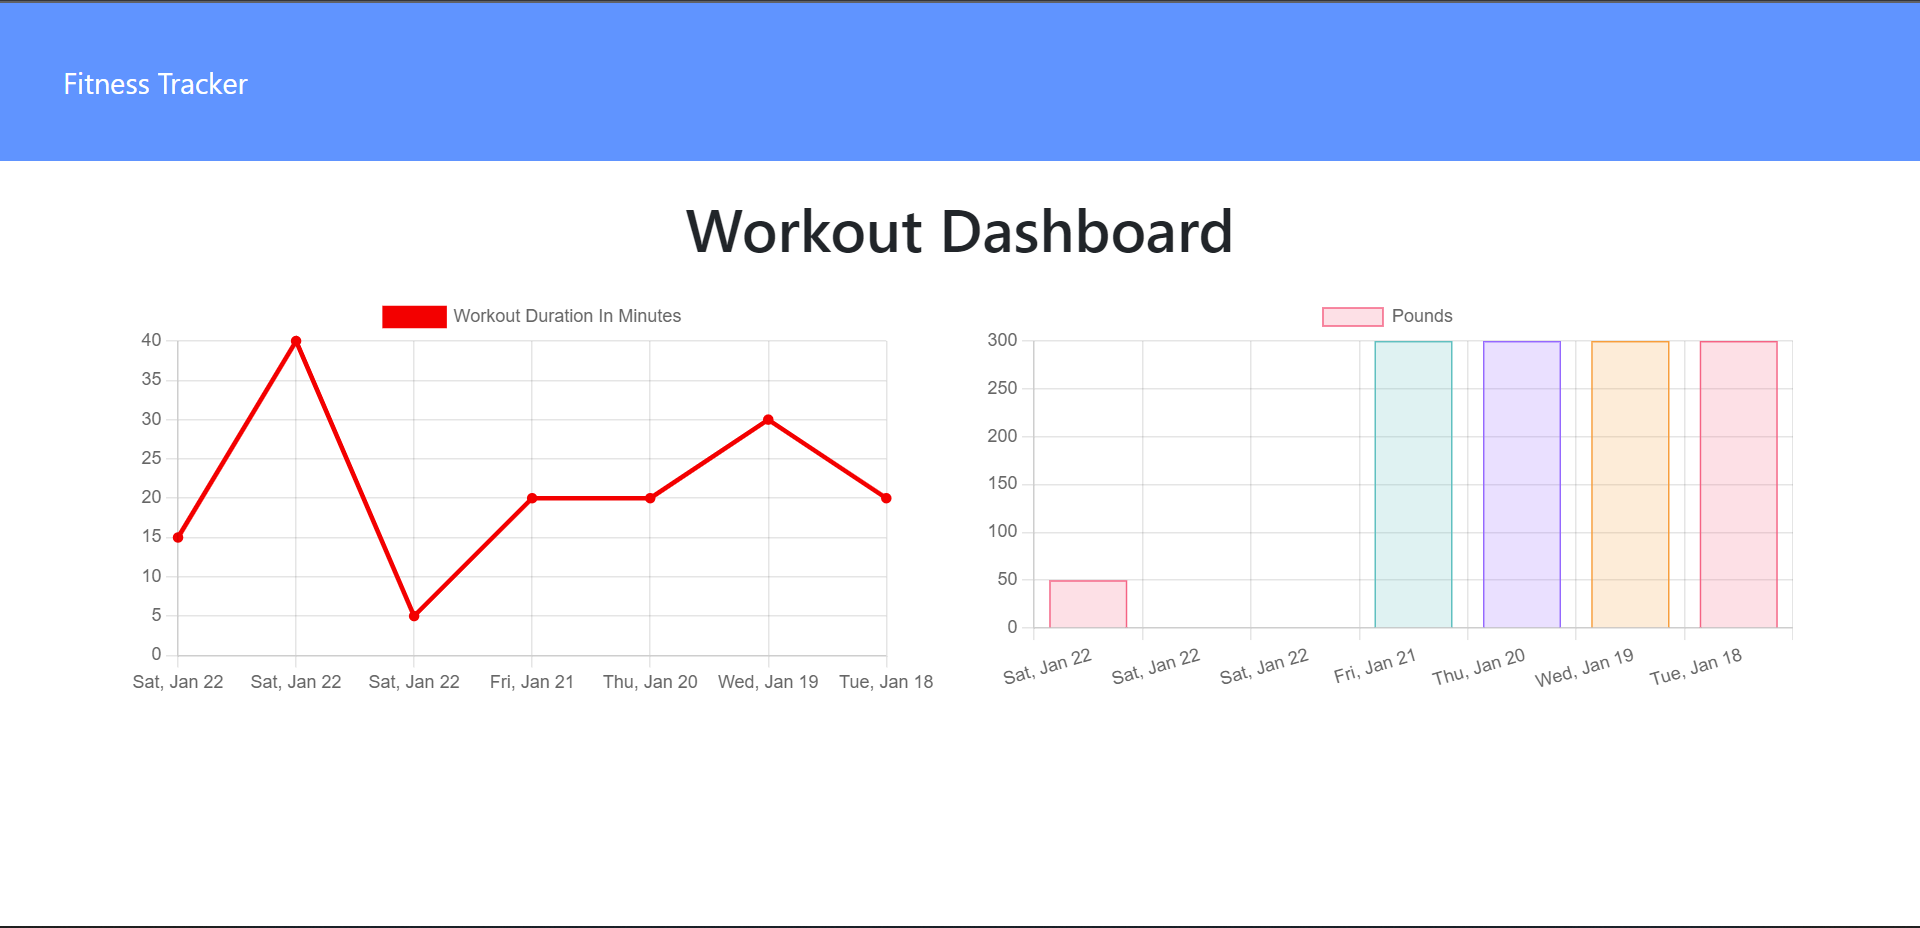 Fitness Tracker
Workout Dashboard
Workout Duration In Minutes
40
35
30
25
20
15
10
5
0
Sat, Jan 22 Sat, Jan 22 Sat, Jan 22 Fri, Jan 21 Thu, Jan 20 Wed, Jan 19 Tue, Jan 18
Pounds
300
250
200
150
100
50
0
Sat, Jan 22 Sat, Jan 22 Sat, Jan 22 Fri, Jan 21 Thu, Jan 20 Wed, Jan 19 Tue, Jan 18